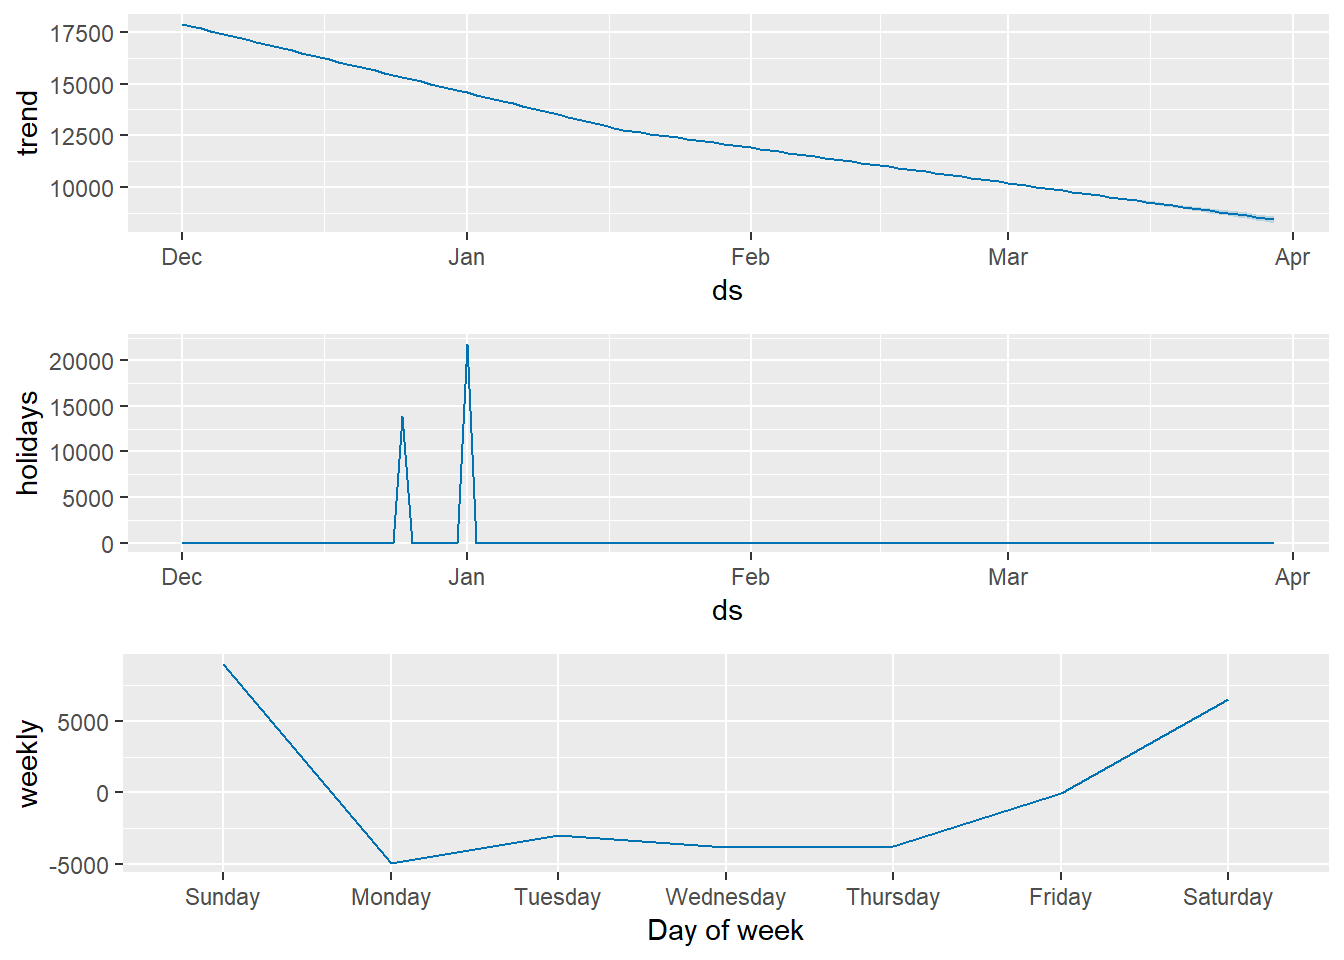 trend
17500
15000
12500
10000
Dec Jan Feb Mar Apr
ds
holidays
20000
15000
10000
5000
0
Dec Jan Feb Mar Apr
ds
weekly
5000
0
-5000
Sunday Monday Tuesday Wednesday Thursday Friday Saturday
Day of week